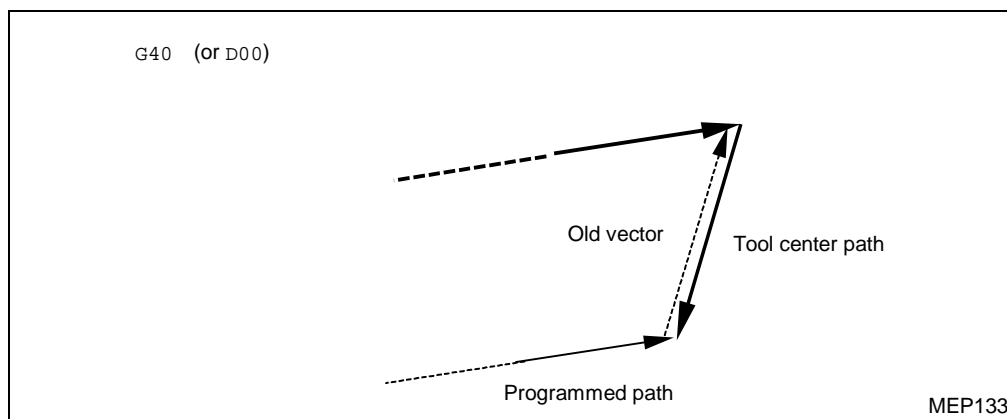 G40 (or D00)
Old vector
Tool center path
Programmed path
MEP133